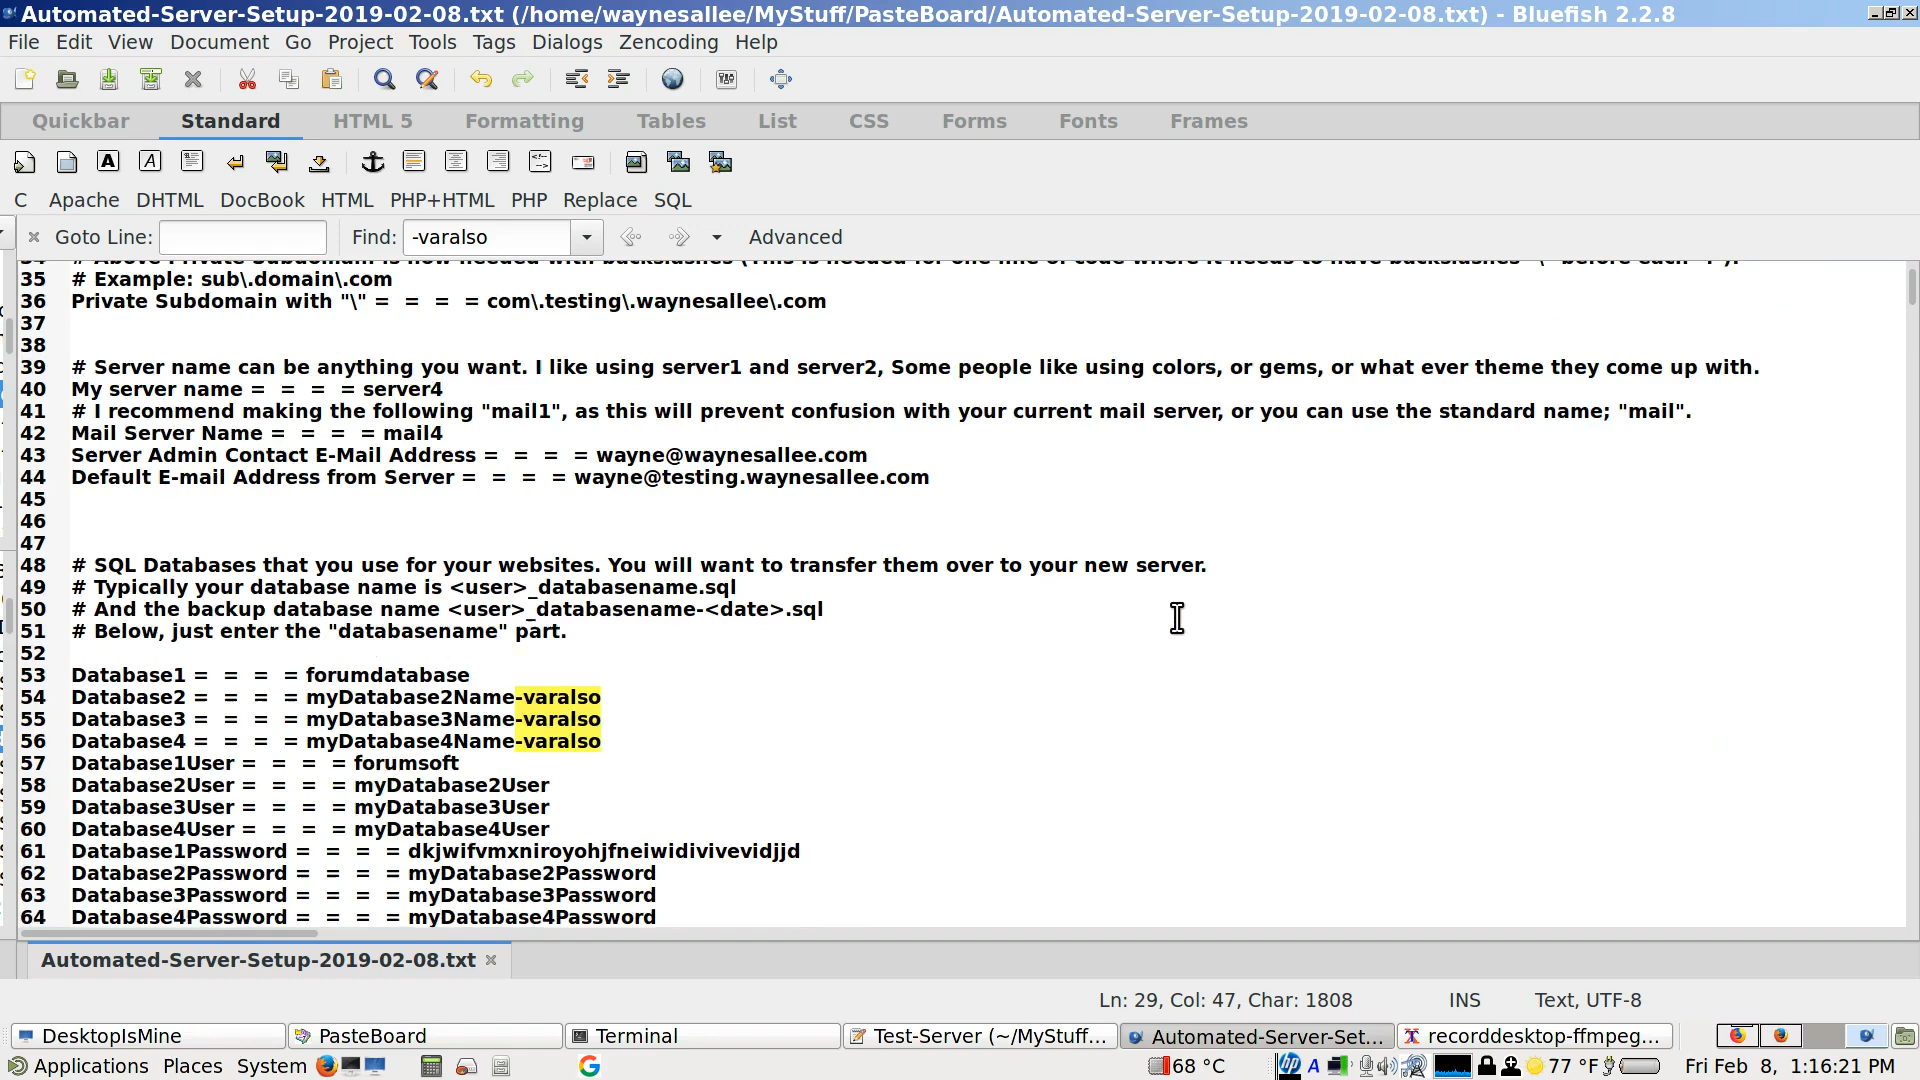 Automated-Server-Setup-2019-02-08.txt (/home/waynesallee/MyStuff/PasteBoard/Automated-Server-Setup-2019-02-08.txt) - Bluefish 2.2.8
File Edit View Document Go Project Tools Tags Dialogs Zencoding Help
Quickbar Standard HTML 5 Formatting Tables List CSS Forms Fonts Frames
C Apache DHTML DocBook HTML PHP+HTML PHP Replace SQL
Goto Line: Find: -varalso Advanced
35 # Example: sub\.domain\.com
36 Private Subdomain with "\" = = = = com\.testing\.waynesallee\.com
37
38
39 # Server name can be anything you want. I like using server1 and server2, Some people like using colors, or gems, or what ever theme they come up with.
40 My server name = = = = server4
41 # I recommend making the following "mail1", as this will prevent confusion with your current mail server, or you can use the standard name; "mail".
42 Mail Server Name = = = = mail4
43 Server Admin Contact E-Mail Address = = = = wayne@waynesallee.com
44 Default E-mail Address from Server = = = = wayne@testing.waynesallee.com
45
46
47
48 # SQL Databases that you use for your websites. You will want to transfer them over to your new server.
49 # Typically your database name is <user>_databasename.sql
50 # And the backup database name <user>_databasename-<date>.sql
51 # Below, just enter the "databasename" part.
52
53 Database1 = = = = forumdatabase
54 Database2 = = = = myDatabase2Name-varalso
55 Database3 = = = = myDatabase3Name-varalso
56 Database4 = = = = myDatabase4Name-varalso
57 Database1User = = = = forumsoft
58 Database2User = = = = myDatabase2User
59 Database3User = = = = myDatabase3User
60 Database4User = = = = myDatabase4User
61 Database1Password = = = = dkjwifvmxniroyohjfneiwidivivevidjjd
62 Database2Password = = = = myDatabase2Password
63 Database3Password = = = = myDatabase3Password
64 Database4Password = = = = myDatabase4Password
Automated-Server-Setup-2019-02-08.txt
Ln: 29, Col: 47, Char: 1808 INS Text, UTF-8
DesktopIsMine PasteBoard Terminal Test-Server (~/MyStuff... Automated-Server-Set... recorddesktop-ffmpeg...
Applications Places System 68 °C 77 °F Fri Feb 8, 1:16:21 PM